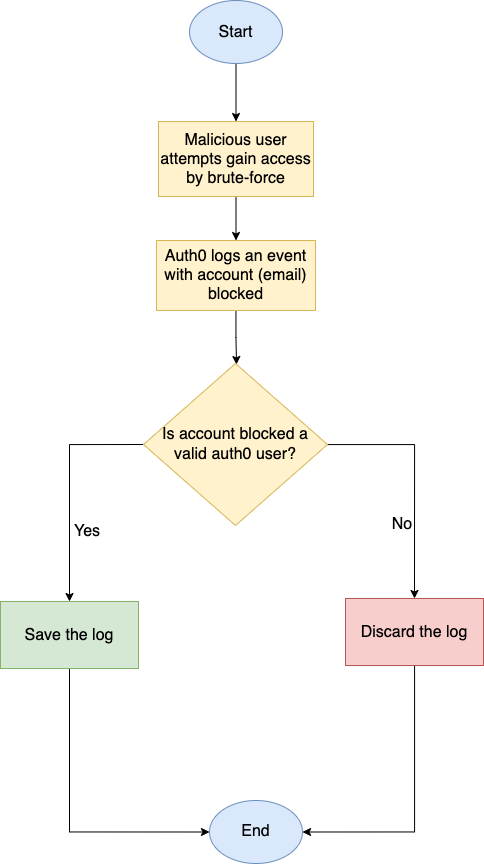 Start
Malicious user
attempts gain access
by brute-force
Auth0 logs an event
with account (email)
blocked
Is account blocked a
valid auth0 user?
Yes
No
Save the log
Discard the log
End